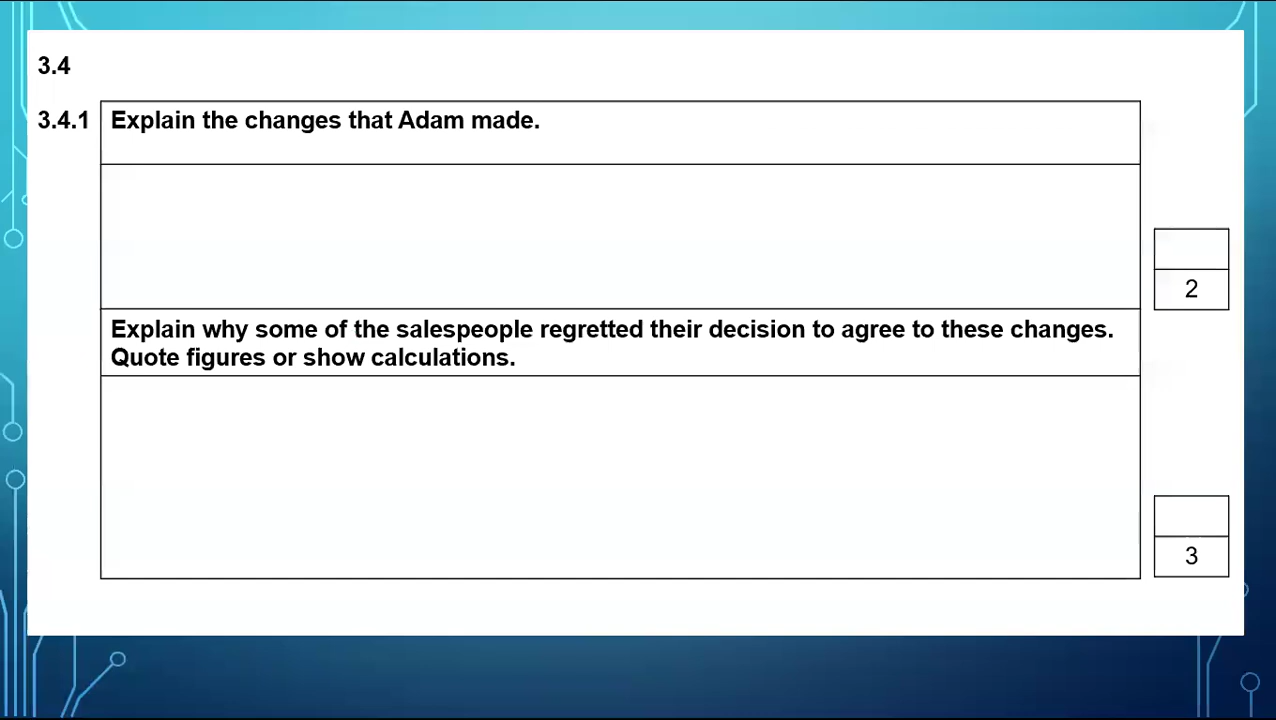 3.4
3.4.1 Explain the changes that Adam made.
2
Explain why some of the salespeople regretted their decision to agree to these changes.
Quote figures or show calculations.
3